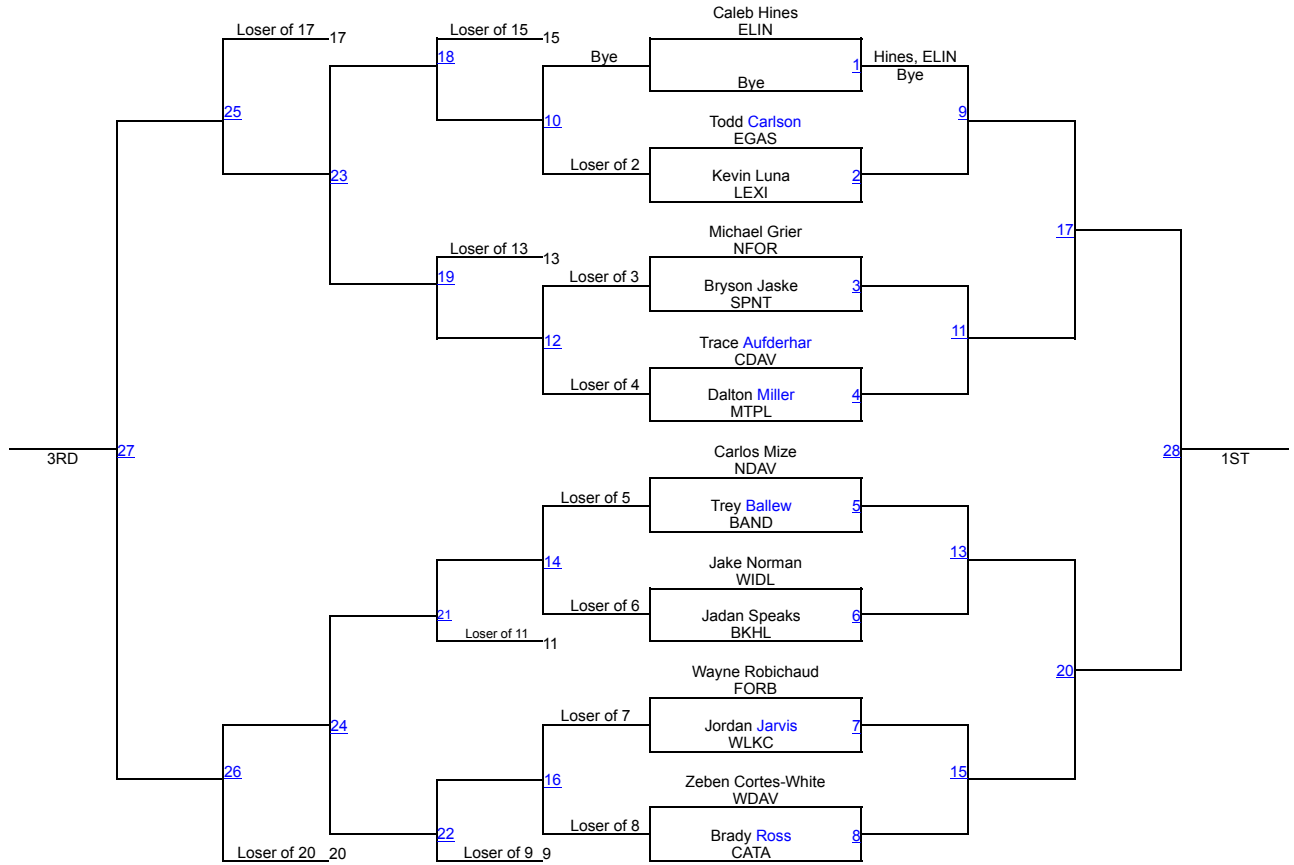 Caleb Hines
ELIN
Loser of 17 17
Loser of 15 15
18
Bye
1
Hines, ELIN
Bye
Bye
25
10
Todd Carlson
EGAS
9
Loser of 2
Kevin Luna
LEXI
2
23
Michael Grier
NFOR
17
Loser of 13 13
19
Loser of 3
Bryson Jaske
SPNT
3
12
Trace Aufderhar
CDAV
11
Loser of 4
Dalton Miller
MTPL
4
3RD
27
Carlos Mize
NDAV
28
1ST
Loser of 5
Trey Ballew
BAND
5
14
Jake Norman
WIDL
13
21
Loser of 6
Jadan Speaks
BKHL
6
Loser of 11 11
Wayne Robichaud
FORB
20
24
Loser of 7
Jordan Jarvis
WLKC
7
26
16
Zeben Cortes-White
WDAV
15
22
Loser of 8
Brady Ross
CATA
8
Loser of 20 20
Loser of 9 9